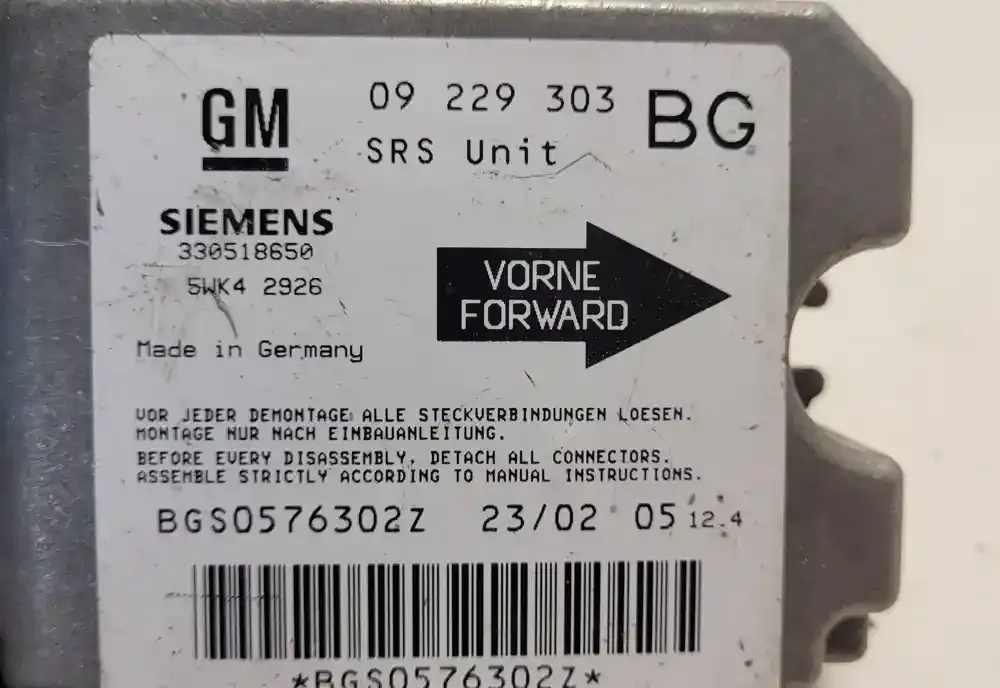 GM
09 229 303
BG
SRS Unit
SIEMENS
330518650
5WK4 2926
VORNE
FORWARD
Made in Germany
VOR JEDER DEMONTAGE: ALLE STECKVERBINDUNGEN LOESEN.
MONTAGE NUR NACH EINBAUANLEITUNG.
BEFORE EVERY DISASSEMBLY, DETACH ALL CONNECTORS.
ASSEMBLE STRICTLY ACCORDING TO MANUAL INSTRUCTIONS.
BGS0576302Z 23/02 05 12.4
*BGS0576302Z*